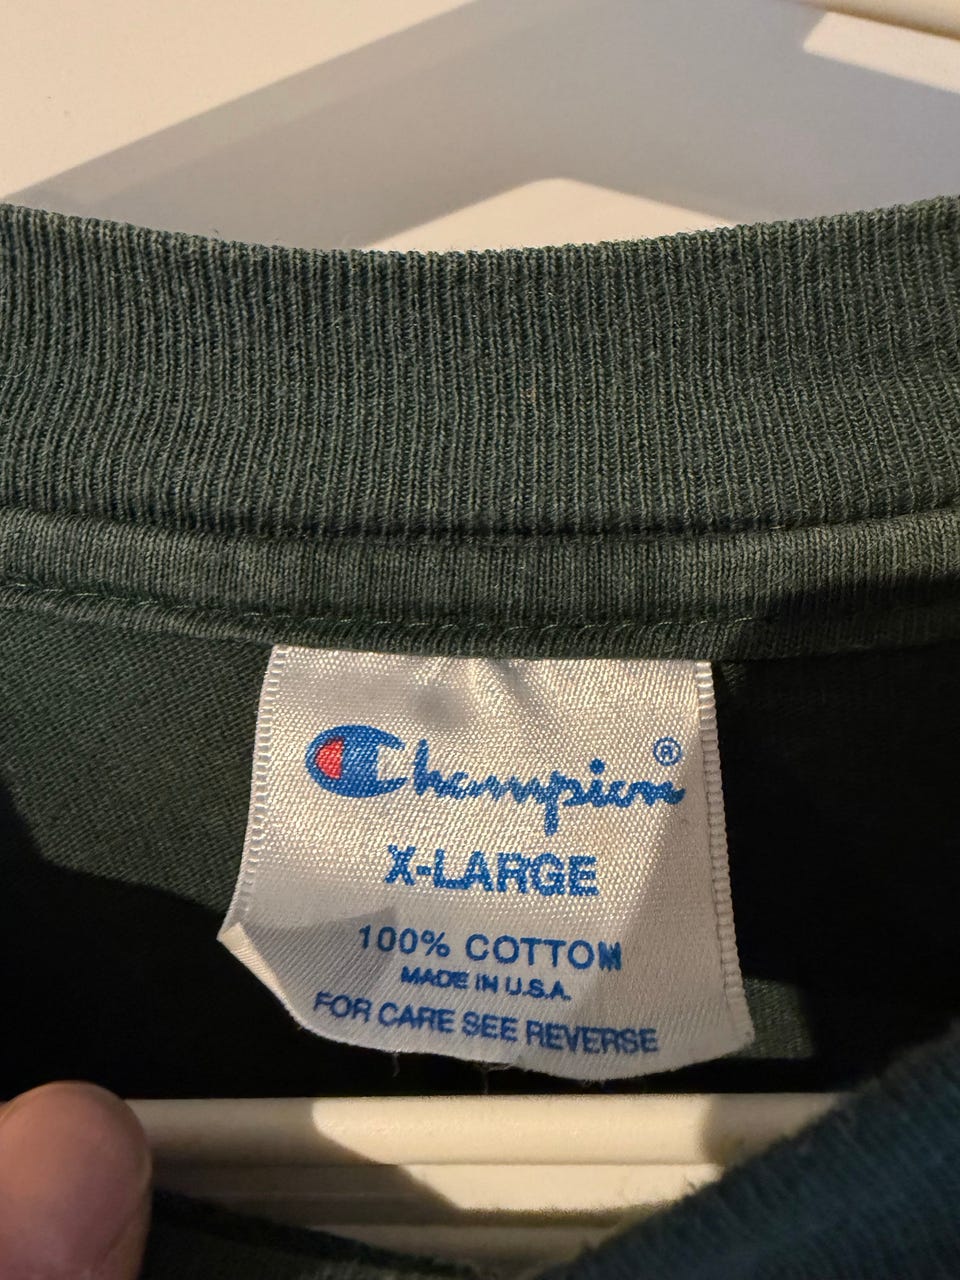 Champion®
X-LARGE
100% COTTON
MADE IN U.S.A.
FOR CARE SEE REVERSE